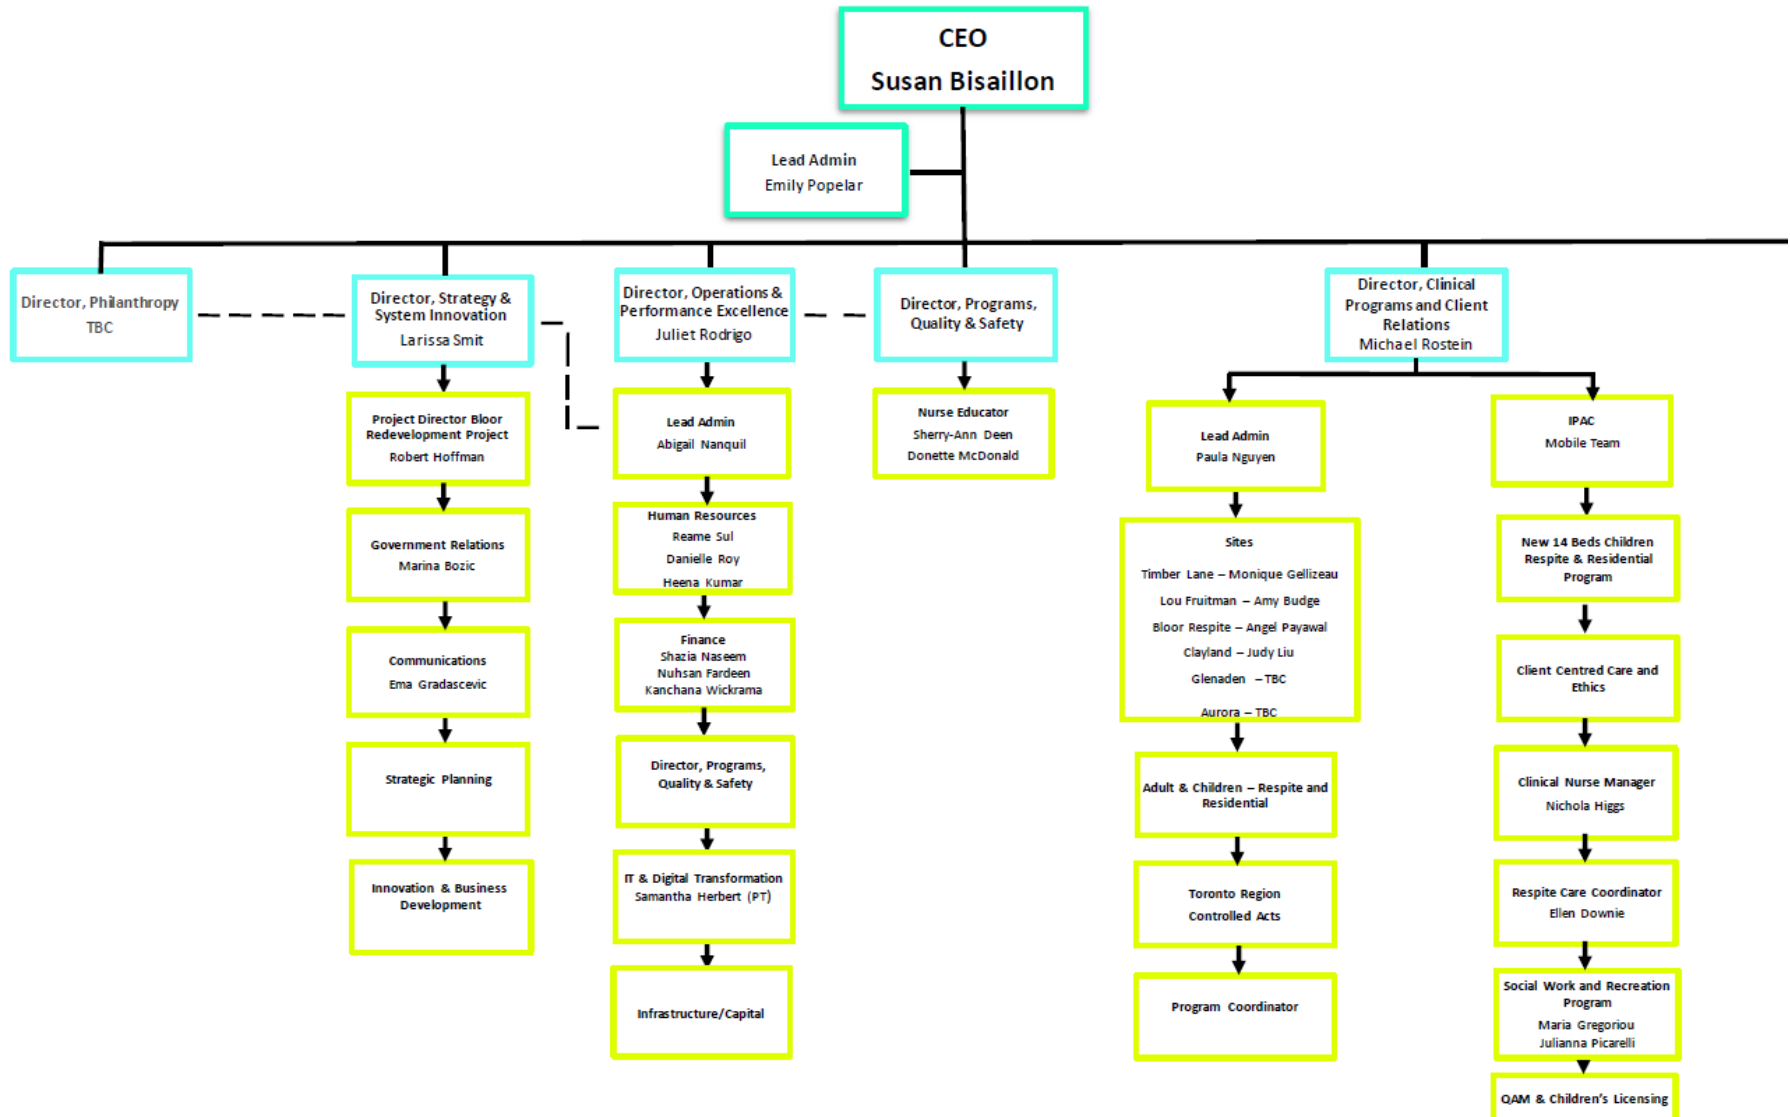 CEO
Susan Bisaillon
Lead Admin
Emily Popelar
Director, Philanthropy
TBC
Director, Strategy &
System Innovation
Larissa Smit
Director, Operations &
Performance Excellence
Juliet Rodrigo
Director, Programs,
Quality & Safety
Director, Clinical
Programs and Client
Relations
Michael Rostein
Project Director Bloor
Redevelopment Project
Robert Hoffman
Government Relations
Marina Bozic
Communications
Ema Gradascevic
Strategic Planning
Innovation & Business
Development
Lead Admin
Abigail Nanquil
Human Resources
Reame Sul
Danielle Roy
Heena Kumar
Finance
Shazia Naseem
Nuhsan Fardeen
Kanchana Wickrama
Director, Programs,
Quality & Safety
IT & Digital Transformation
Samantha Herbert (PT)
Infrastructure/Capital
Nurse Educator
Sherry-Ann Deen
Donette McDonald
Lead Admin
Paula Nguyen
Sites
Timber Lane – Monique Gellizeau
Lou Fruitman – Amy Budge
Bloor Respite – Angel Payawal
Clayland – Judy Liu
Glenaden – TBC
Aurora – TBC
Adult & Children – Respite and
Residential
Toronto Region
Controlled Acts
Program Coordinator
IPAC
Mobile Team
New 14 Beds Children
Respite & Residential
Program
Client Centred Care and
Ethics
Clinical Nurse Manager
Nichola Higgs
Respite Care Coordinator
Ellen Downie
Social Work and Recreation
Program
Maria Gregoriou
Julianna Picarelli
QAM & Children's Licensing